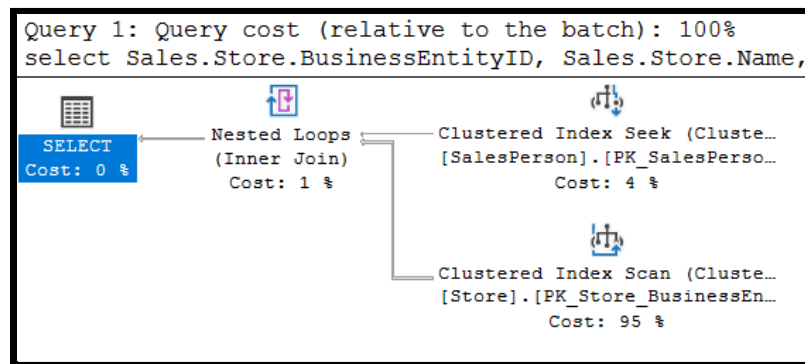 Query 1: Query cost (relative to the batch): 100%
select Sales.Store.BusinessEntityID, Sales.Store.Name,
SELECT
Cost: 0 %
Nested Loops
(Inner Join)
Cost: 1 %
Clustered Index Seek (Cluste…
[SalesPerson].[PK_SalesPerso…
Cost: 4 %
Clustered Index Scan (Cluste…
[Store].[PK_Store_BusinessEn…
Cost: 95 %